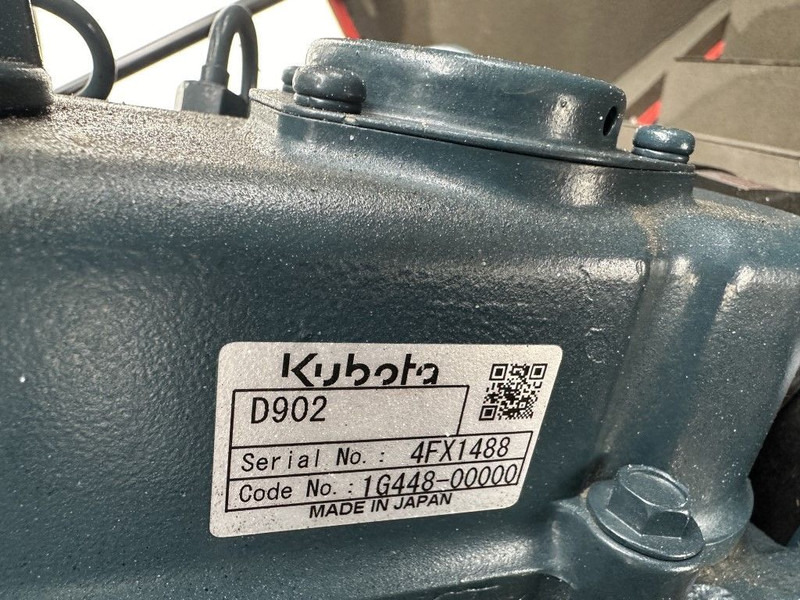 Kubota
D902
Serial No. : 4FX1488
Code No. : 1G448-00000
MADE IN JAPAN